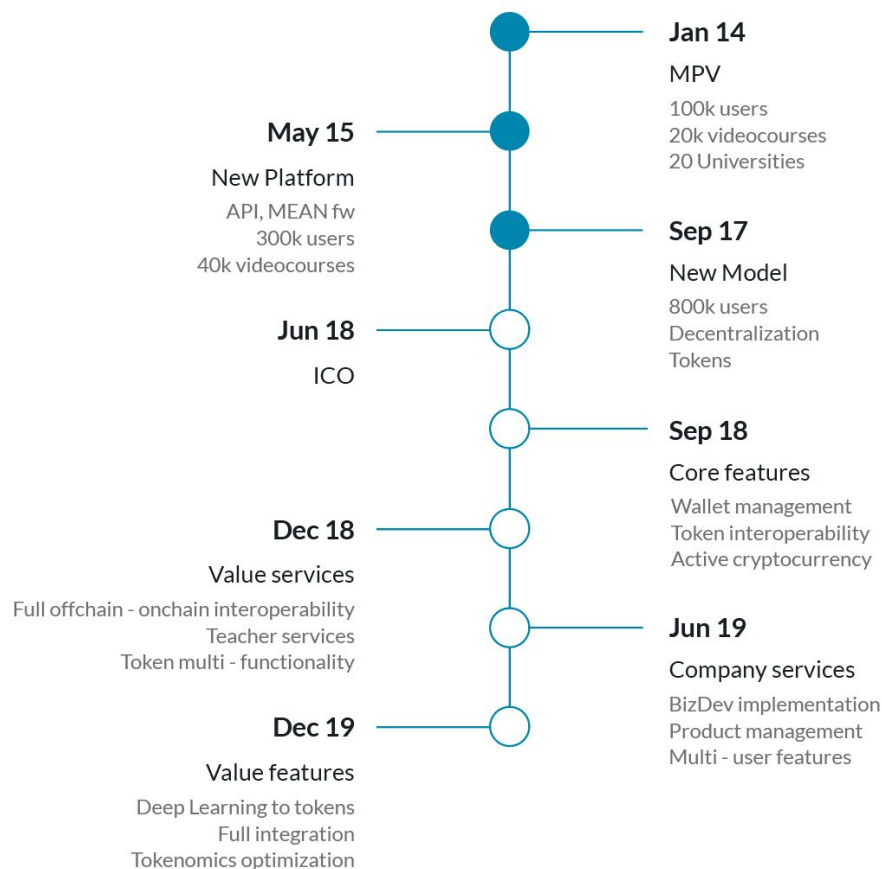 Jan 14
MPV
100k users
20k videocourses
20 Universities
May 15
New Platform
API, MEAN fw
300k users
40k videocourses
Sep 17
New Model
800k users
Decentralization
Tokens
Jun 18
ICO
Sep 18
Core features
Wallet management
Token interoperability
Active cryptocurrency
Dec 18
Value services
Full offchain - onchain interoperability
Teacher services
Token multi - functionality
Jun 19
Company services
BizDev implementation
Product management
Multi - user features
Dec 19
Value features
Deep Learning to tokens
Full integration
Tokenomics optimization